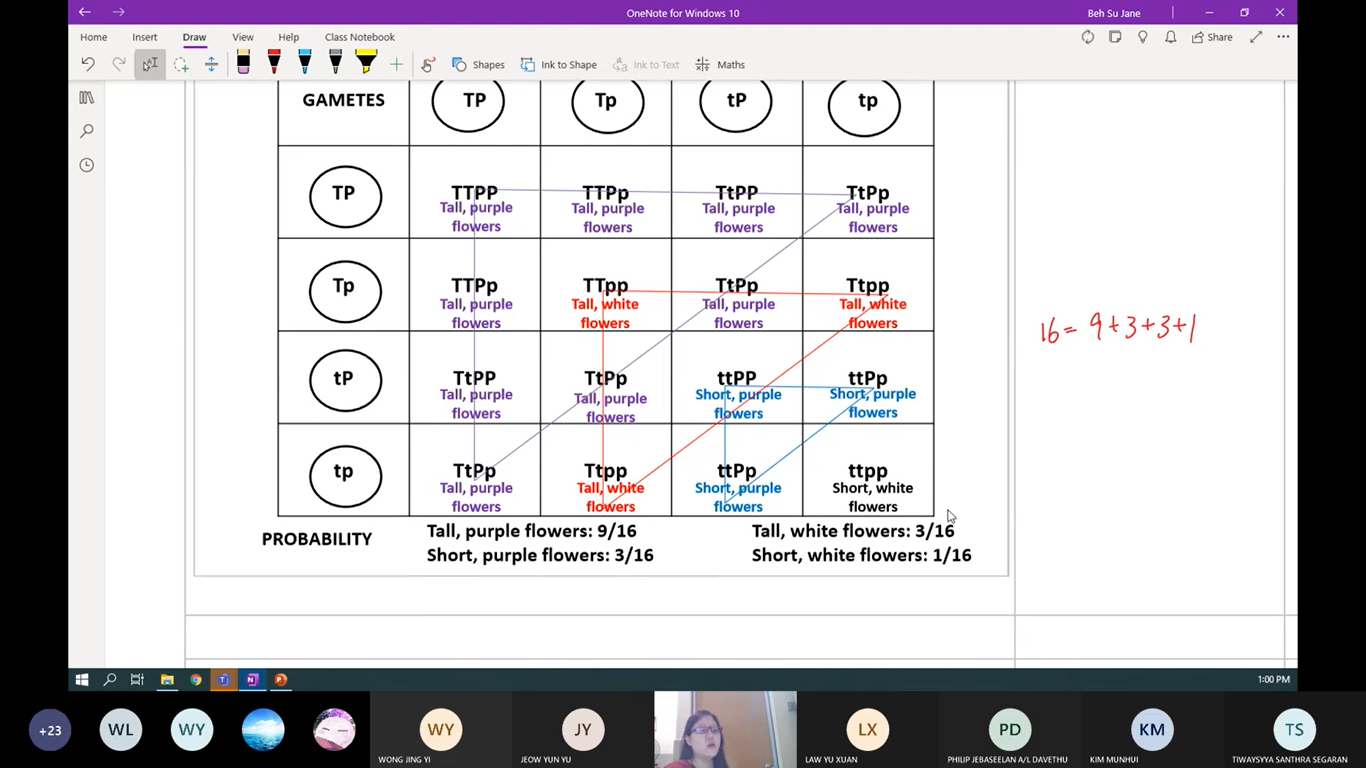 OneNote for Windows 10
Beh Su Jane
Home Insert Draw View Help Class Notebook
Share
Shapes Ink to Shape Ink to Text Maths
GAMETES TP Tp tP tp
TP TTPP TTPp TtPP TtPp
Tall, purple Tall, purple Tall, purple Tall, purple
flowers flowers flowers flowers
Tp TTPp TTpp TtPp Ttpp
Tall, purple Tall, white Tall, purple Tall, white
flowers flowers flowers flowers
16 = 9+3+3+1
tP TtPP TtPp ttPP ttPp
Tall, purple Tall, purple Short, purple Short, purple
flowers flowers flowers flowers
tp TtPp Ttpp ttPp ttpp
Tall, purple Tall, white Short, purple Short, white
flowers flowers flowers flowers
PROBABILITY
Tall, purple flowers: 9/16 Tall, white flowers: 3/16
Short, purple flowers: 3/16 Short, white flowers: 1/16
1:00 PM
+23 WL WY WY JY LX PD KM TS
WONG JING YI JEOW YUN YU LAW YU XUAN PHILIP JEBASEELAN A/L DAVETHU KIM MUNHUI TIWAYSYYA SANTHRA SEGARAN